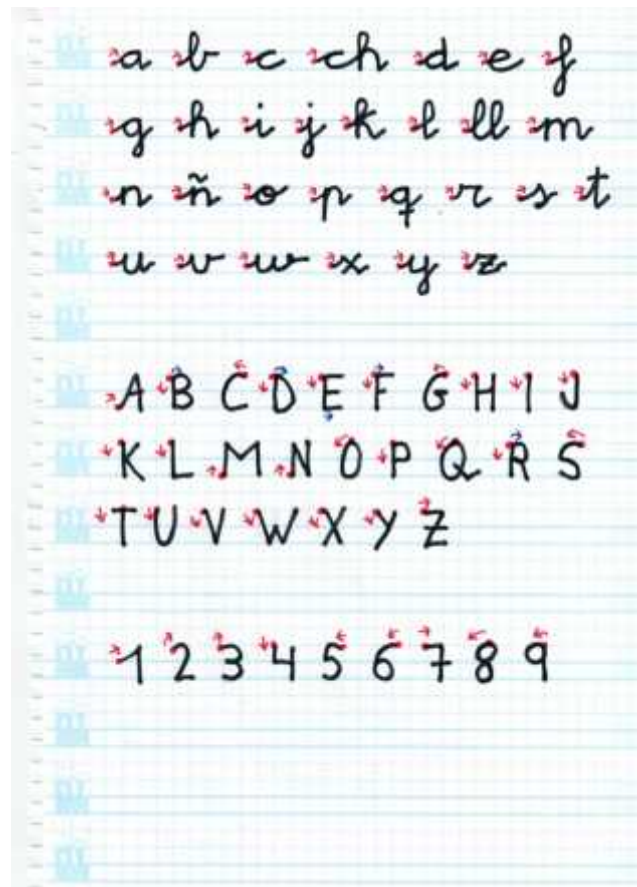 a b c ch d e f
g h i j k l ll m
n ñ o p q r s t
u v w x y z
A B C D E F G H I J
K L M N O P Q R S
T U V W X Y Z
1 2 3 4 5 6 7 8 9